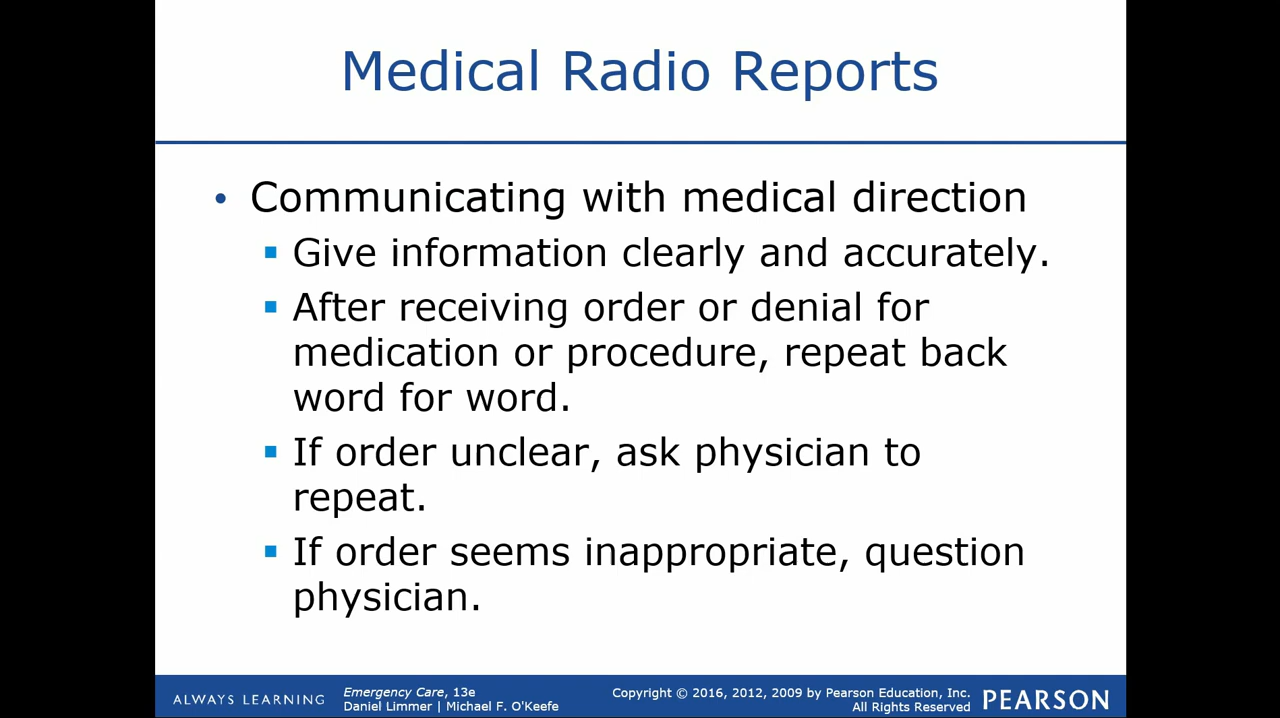 Medical Radio Reports
• Communicating with medical direction
▪ Give information clearly and accurately.
▪ After receiving order or denial for
medication or procedure, repeat back
word for word.
▪ If order unclear, ask physician to
repeat.
▪ If order seems inappropriate, question
physician.
ALWAYS LEARNING
Emergency Care, 13e
Daniel Limmer | Michael F. O'Keefe
Copyright © 2016, 2012, 2009 by Pearson Education, Inc.
All Rights Reserved
PEARSON